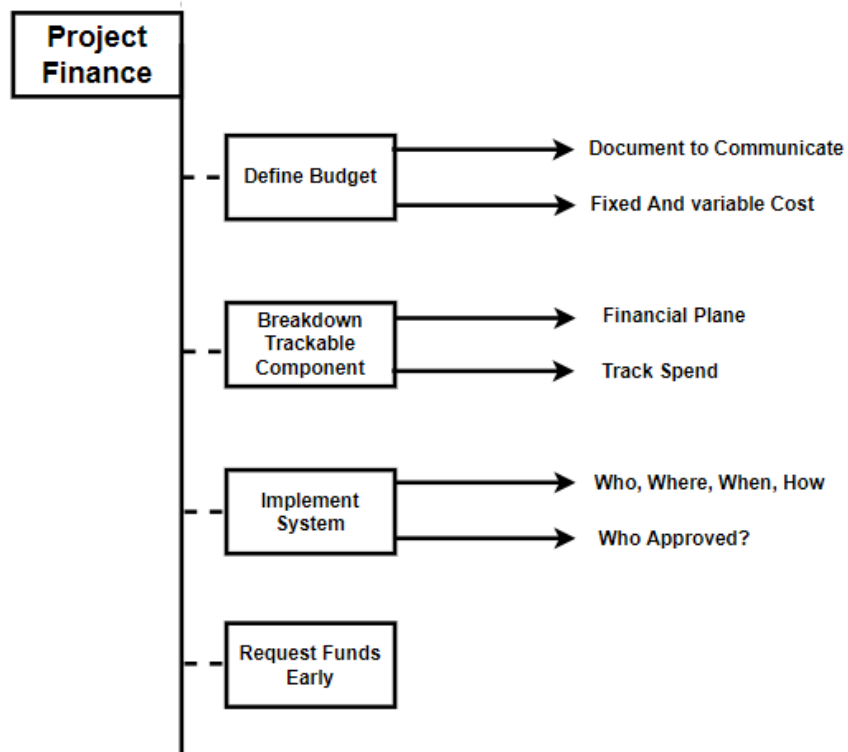 Project
Finance
Define Budget
Document to Communicate
Fixed And variable Cost
Breakdown
Trackable
Component
Financial Plane
Track Spend
Implement
System
Who, Where, When, How
Who Approved?
Request Funds
Early